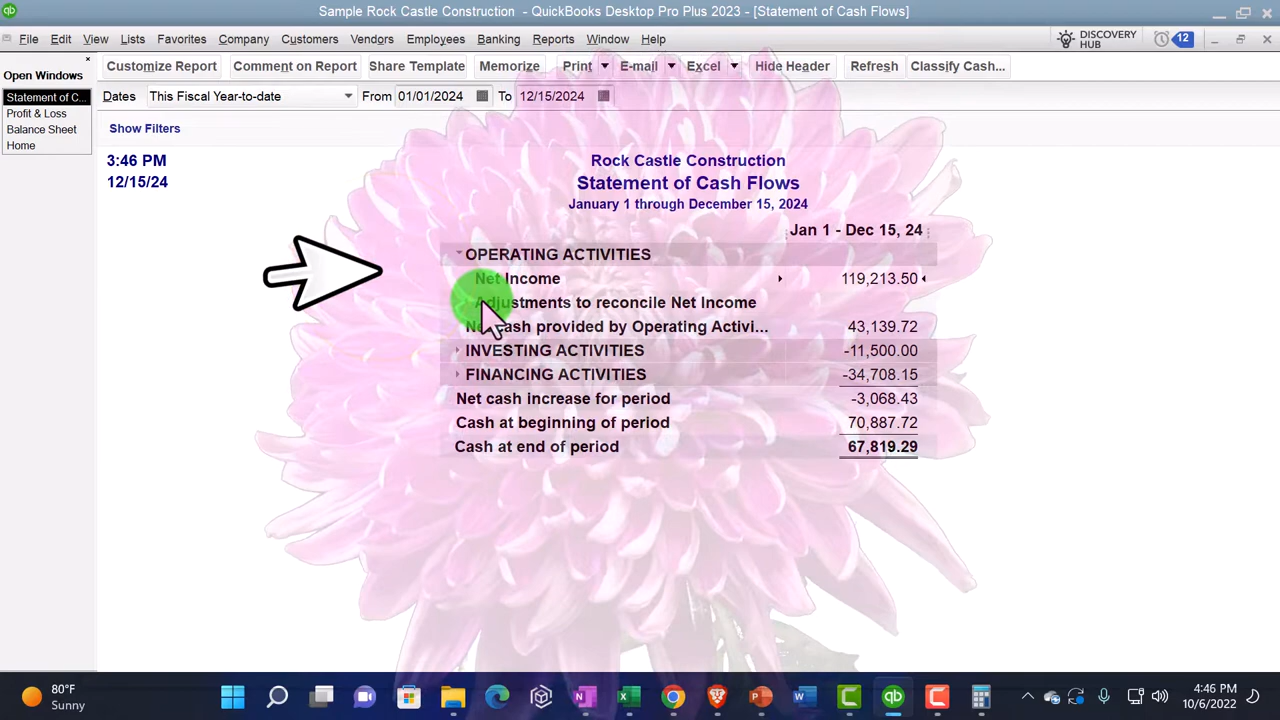 Sample Rock Castle Construction - QuickBooks Desktop Pro Plus 2023 - [Statement of Cash Flows]
File Edit View Lists Favorites Company Customers Employees Vendors Banking Reports Window Help
DISCOVERY HUB
12
Open Windows
Statement of C...
Profit & Loss
Balance Sheet
Home
Customize Report Comment on Report Share Template Memorize Print E-mail Excel Hide Header Refresh Classify Cash...
Dates This Fiscal Year-to-date From 01/01/2024 To 12/15/2024
Show Filters
3:46 PM
12/15/24
Rock Castle Construction
Statement of Cash Flows
January 1 through December 15, 2024
Jan 1 - Dec 15, 24
OPERATING ACTIVITIES
Net Income 119,213.50
Adjustments to reconcile Net Income
Net cash provided by Operating Activi... 43,139.72
INVESTING ACTIVITIES -11,500.00
FINANCING ACTIVITIES -34,708.15
Net cash increase for period -3,068.43
Cash at beginning of period 70,887.72
Cash at end of period 67,819.29
80°F
Sunny
4:46 PM
10/6/2022